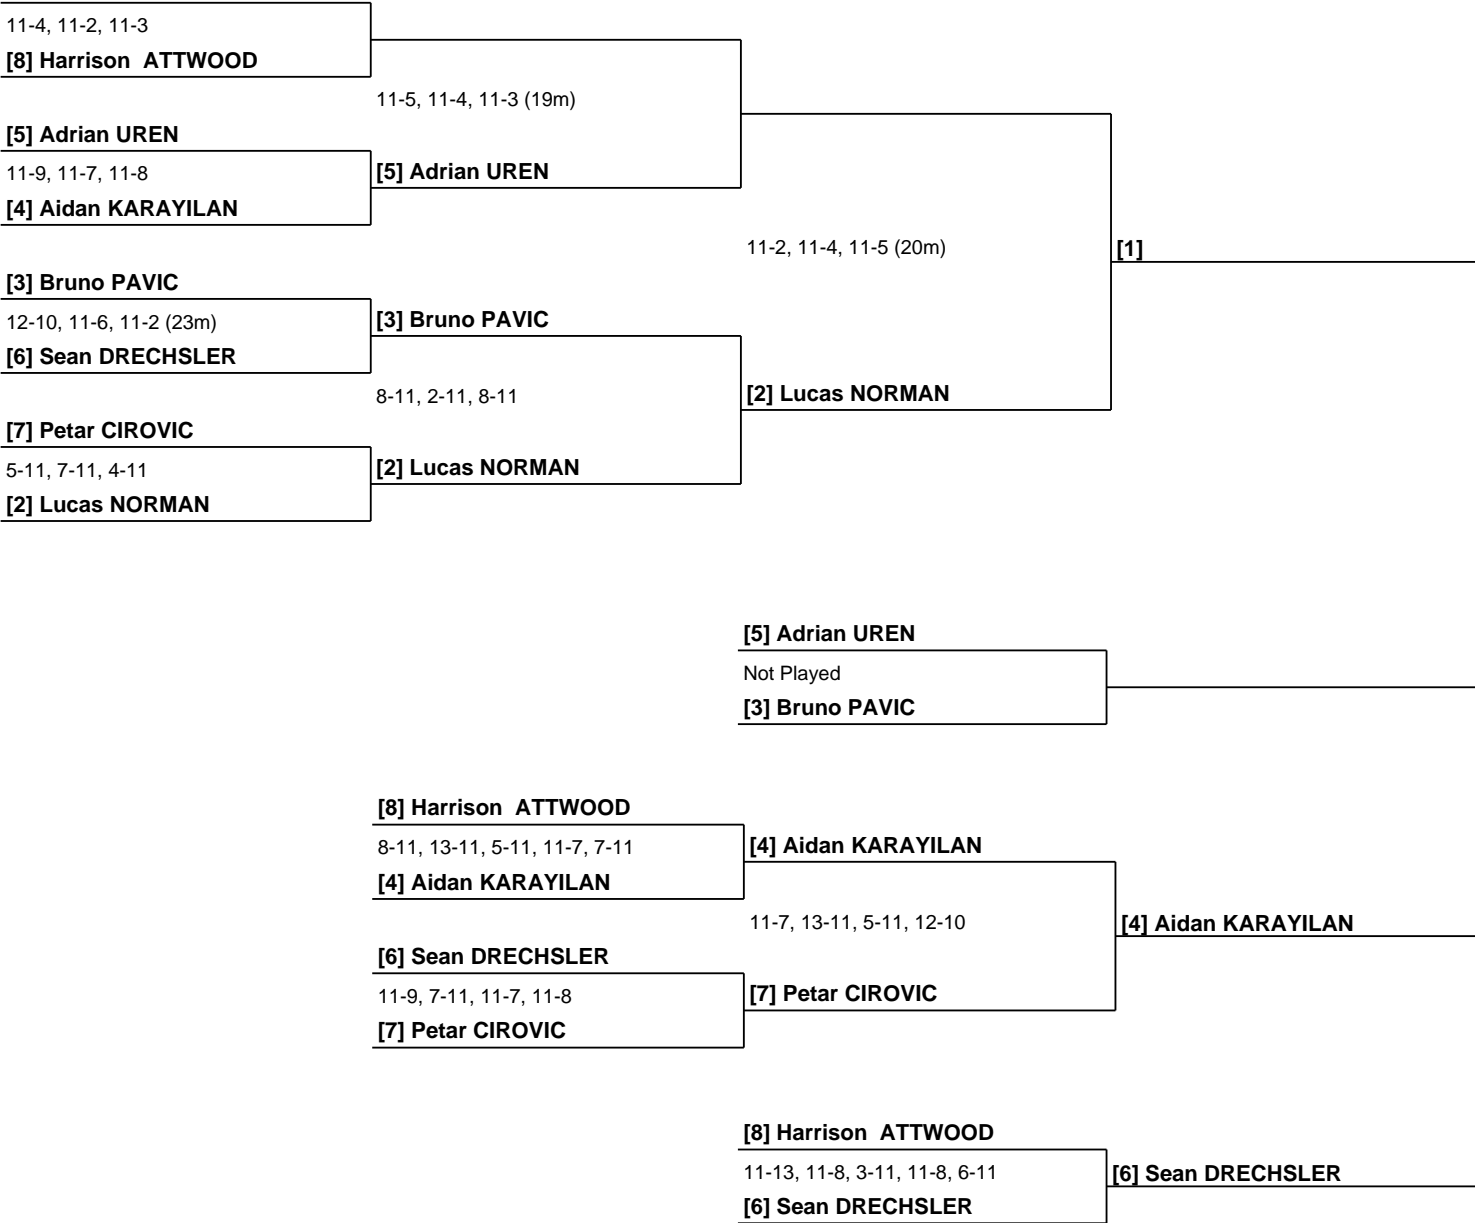 11-4, 11-2, 11-3
[8] Harrison  ATTWOOD
11-5, 11-4, 11-3 (19m)
[5] Adrian UREN
11-9, 11-7, 11-8
[5] Adrian UREN
[4] Aidan KARAYILAN
11-2, 11-4, 11-5 (20m)
[1]
[3] Bruno PAVIC
12-10, 11-6, 11-2 (23m)
[3] Bruno PAVIC
[6] Sean DRECHSLER
8-11, 2-11, 8-11
[2] Lucas NORMAN
[7] Petar CIROVIC
5-11, 7-11, 4-11
[2] Lucas NORMAN
[2] Lucas NORMAN
[5] Adrian UREN
Not Played
[3] Bruno PAVIC
[8] Harrison  ATTWOOD
8-11, 13-11, 5-11, 11-7, 7-11
[4] Aidan KARAYILAN
[4] Aidan KARAYILAN
11-7, 13-11, 5-11, 12-10
[4] Aidan KARAYILAN
[6] Sean DRECHSLER
11-9, 7-11, 11-7, 11-8
[7] Petar CIROVIC
[7] Petar CIROVIC
[8] Harrison  ATTWOOD
11-13, 11-8, 3-11, 11-8, 6-11
[6] Sean DRECHSLER
[6] Sean DRECHSLER